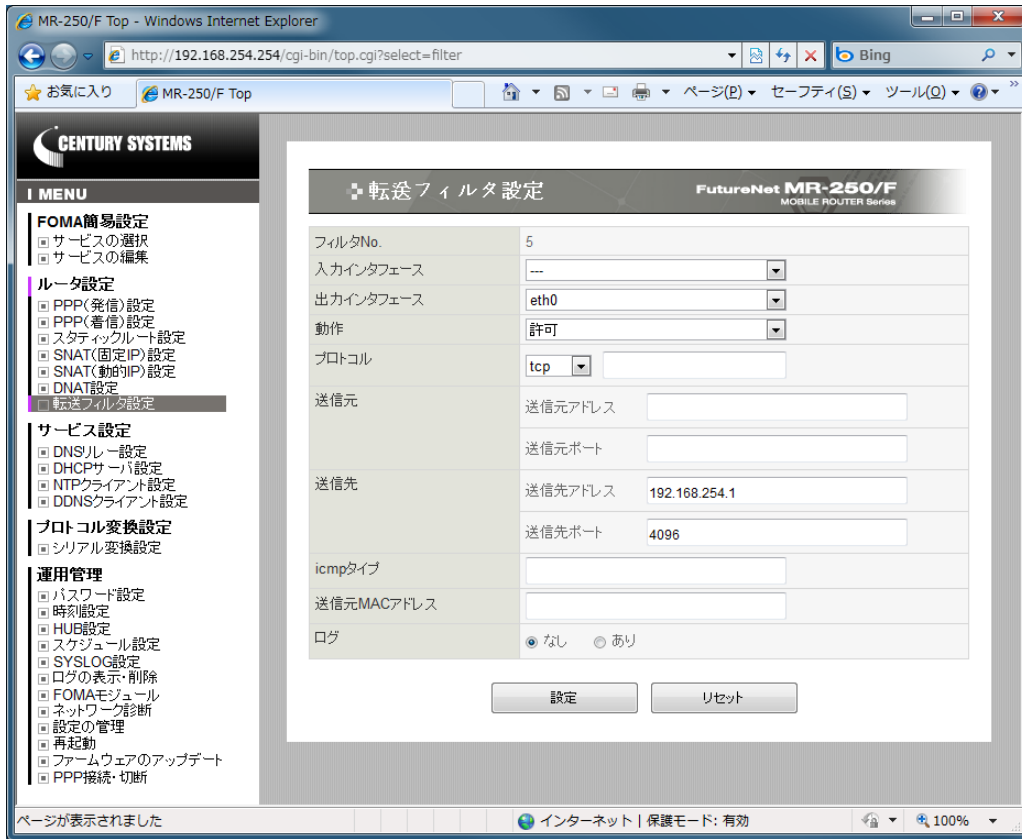 MR-250/F Top - Windows Internet Explorer
http://192.168.254.254/cgi-bin/top.cgi?select=filter
Bing
お気に入り
MR-250/F Top
ページ(P)
セーフティ(S)
ツール(O)
CENTURY SYSTEMS
MENU
FOMA簡易設定
サービスの選択
サービスの編集
ルータ設定
PPP(発信)設定
PPP(着信)設定
スタティックルート設定
SNAT(固定IP)設定
SNAT(動的IP)設定
DNAT設定
転送フィルタ設定
サービス設定
DNSリレー設定
DHCPサーバ設定
NTPクライアント設定
DDNSクライアント設定
プロトコル変換設定
シリアル変換設定
運用管理
パスワード設定
時刻設定
HUB設定
スケジュール設定
SYSLOG設定
ログの表示・削除
FOMAモジュール
ネットワーク診断
設定の管理
再起動
ファームウェアのアップデート
PPP接続・切断
転送フィルタ設定
FutureNet MR-250/F
MOBILE ROUTER Series
フィルタNo. 5
入力インタフェース ---
出力インタフェース eth0
動作 許可
プロトコル tcp
送信元 送信元アドレス
送信元ポート
送信先 送信先アドレス 192.168.254.1
送信先ポート 4096
icmpタイプ
送信元MACアドレス
ログ なし あり
設定 リセット
ページが表示されました
インターネット | 保護モード: 有効
100%